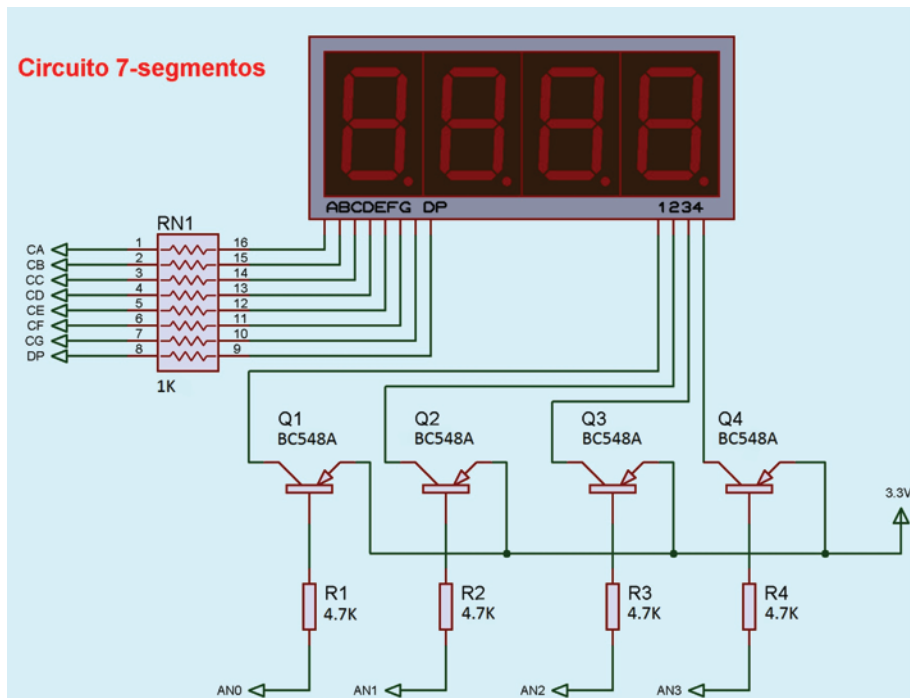 Circuito 7-segmentos
ABCDEFG DP 1234
RN1
CA 1 16
CB 2 15
CC 3 14
CD 4 13
CE 5 12
CF 6 11
CG 7 10
DP 8 9
1K
Q1 Q2 Q3 Q4
BC548A BC548A BC548A BC548A
3.3V
R1 R2 R3 R4
4.7K 4.7K 4.7K 4.7K
AN0 AN1 AN2 AN3